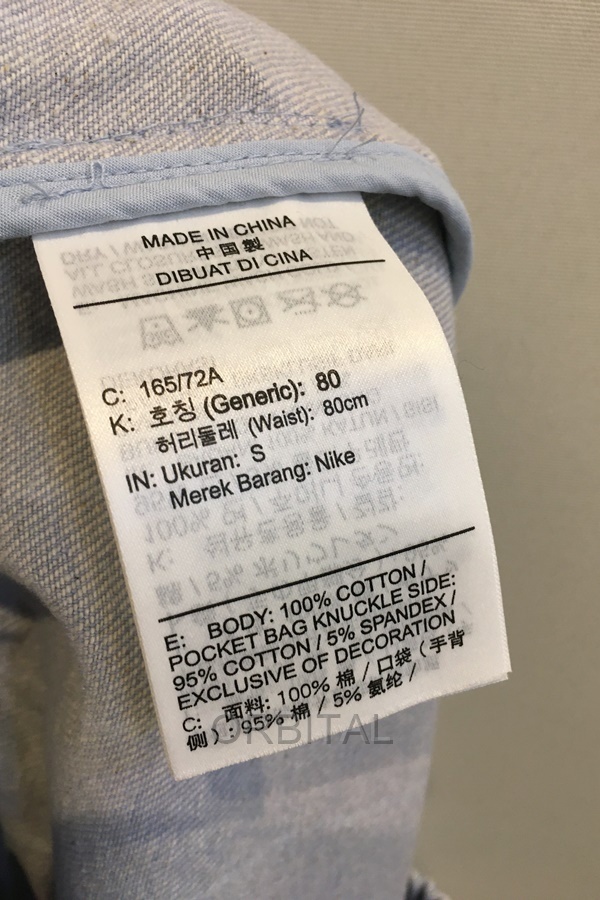 MADE IN CHINA
中国製
DIBUAT DI CINA
C: 165/72A
K: 호칭 (Generic): 80
허리둘레 (Waist): 80cm
IN: Ukuran: S
Merek Barang: Nike
E: BODY: 100% COTTON /
POCKET BAG KNUCKLE SIDE:
95% COTTON / 5% SPANDEX /
EXCLUSIVE OF DECORATION
C: 面料: 100% 棉 / 口袋 (手背
侧): 95% 棉 / 5% 氨纶 /
ORBITAL